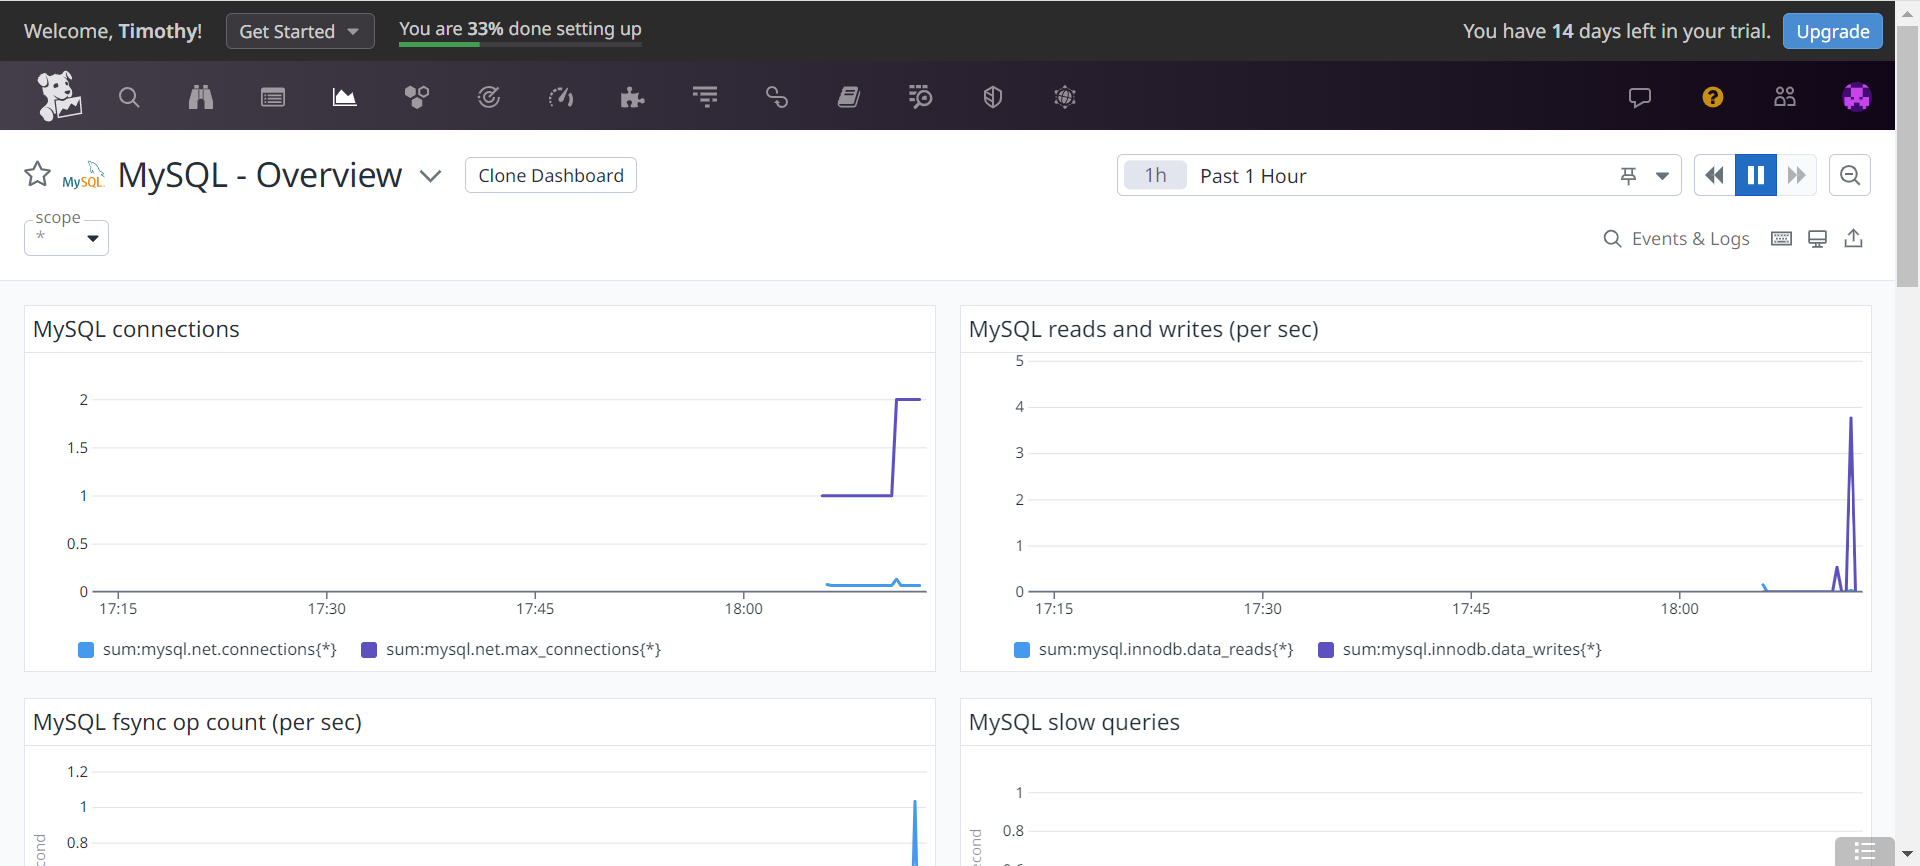 Welcome, Timothy! Get Started You are 33% done setting up You have 14 days left in your trial. Upgrade
?
MySQL MySQL - Overview Clone Dashboard 1h Past 1 Hour
scope
*
Events & Logs
MySQL connections
2
1.5
1
0.5
0
17:15 17:30 17:45 18:00
sum:mysql.net.connections{*} sum:mysql.net.max_connections{*}
MySQL reads and writes (per sec)
5
4
3
2
1
0
17:15 17:30 17:45 18:00
sum:mysql.innodb.data_reads{*} sum:mysql.innodb.data_writes{*}
MySQL fsync op count (per sec)
1.2
1
0.8
MySQL slow queries
1
0.8